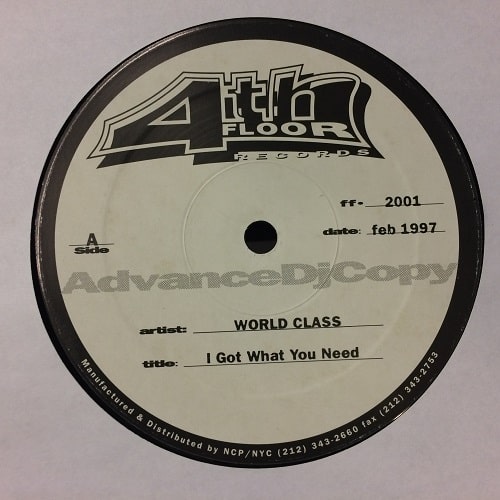 4th
FLOOR
RECORDS
ff- 2001
date: feb 1997
A
Side
AdvanceDjCopy
artist: WORLD CLASS
title: I Got What You Need
Manufactured & Distributed by NCP/NYC (212) 343-2660 fax (212) 343-2753